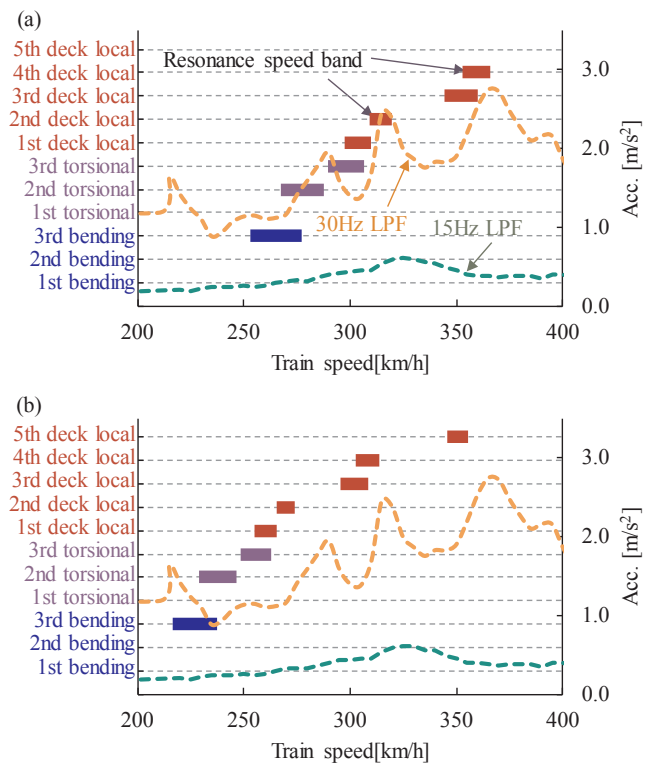 (a)
5th deck local
4th deck local
3rd deck local
2nd deck local
1st deck local
3rd torsional
2nd torsional
1st torsional
3rd bending
2nd bending
1st bending
Resonance speed band
30Hz LPF
15Hz LPF
3.0
2.0
1.0
0.0
Acc. [m/s²]
200 250 300 350 400
Train speed[km/h]
(b)
5th deck local
4th deck local
3rd deck local
2nd deck local
1st deck local
3rd torsional
2nd torsional
1st torsional
3rd bending
2nd bending
1st bending
3.0
2.0
1.0
0.0
Acc. [m/s²]
200 250 300 350 400
Train speed[km/h]